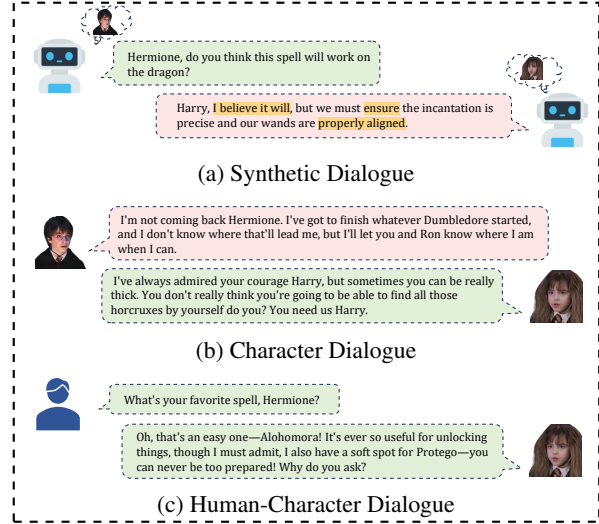 Hermione, do you think this spell will work on
the dragon?
Harry, I believe it will, but we must ensure the incantation is
precise and our wands are properly aligned.
(a) Synthetic Dialogue
I'm not coming back Hermione. I've got to finish whatever Dumbledore started,
and I don't know where that'll lead me, but I'll let you and Ron know where I am
when I can.
I've always admired your courage Harry, but sometimes you can be really
thick. You don't really think you're going to be able to find all those
horcruxes by yourself do you? You need us Harry.
(b) Character Dialogue
What's your favorite spell, Hermione?
Oh, that's an easy one—Alohomora! It's ever so useful for unlocking
things, though I must admit, I also have a soft spot for Protego—you
can never be too prepared! Why do you ask?
(c) Human-Character Dialogue